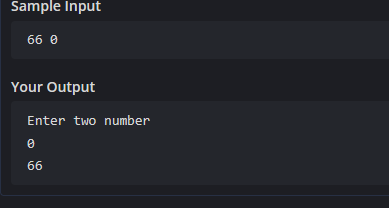 Sample Input
66 0
Your Output
Enter two number
0
66